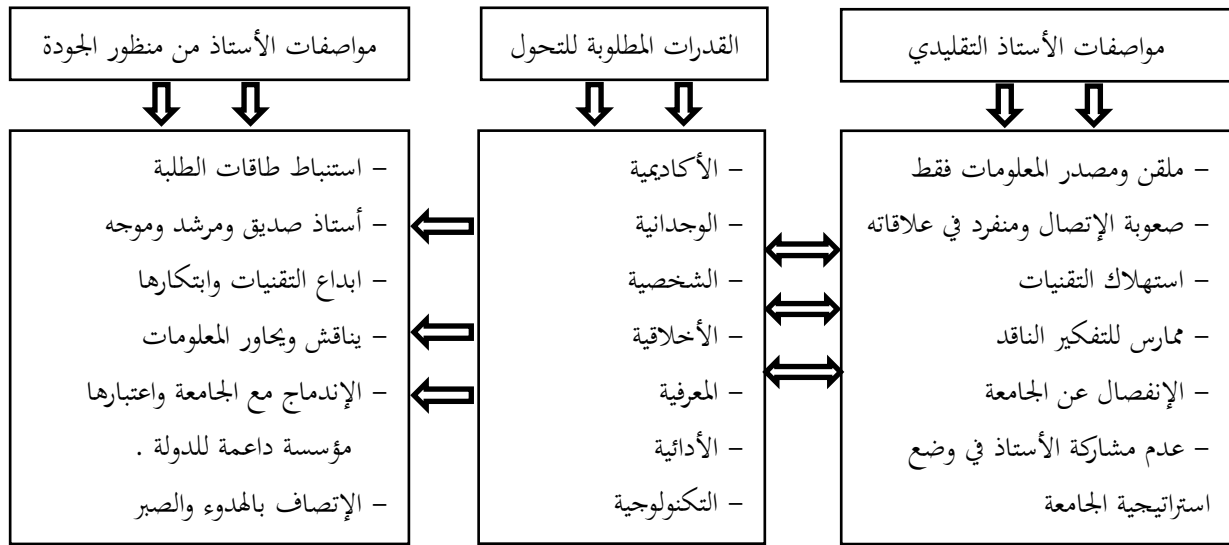 مواصفات الأستاذ التقليدي
القدرات المطلوبة للتحول
مواصفات الأستاذ من منظور الجودة
– ملقن ومصدر المعلومات فقط
– صعوبة الإتصال ومنفرد في علاقاته
– استهلاك التقنيات
– ممارس للتفكير الناقد
– الإنفصال عن الجامعة
– عدم مشاركة الأستاذ في وضع
استراتيجية الجامعة
– الأكاديمية
– الوجدانية
– الشخصية
– الأخلاقية
– المعرفية
– الأدائية
– التكنولوجية
– استنباط طاقات الطلبة
– أستاذ صديق ومرشد وموجه
– ابداع التقنيات وابتكارها
– يناقش ويحاور المعلومات
– الإندماج مع الجامعة واعتبارها
مؤسسة داعمة للدولة .
– الإتصاف بالهدوء والصبر